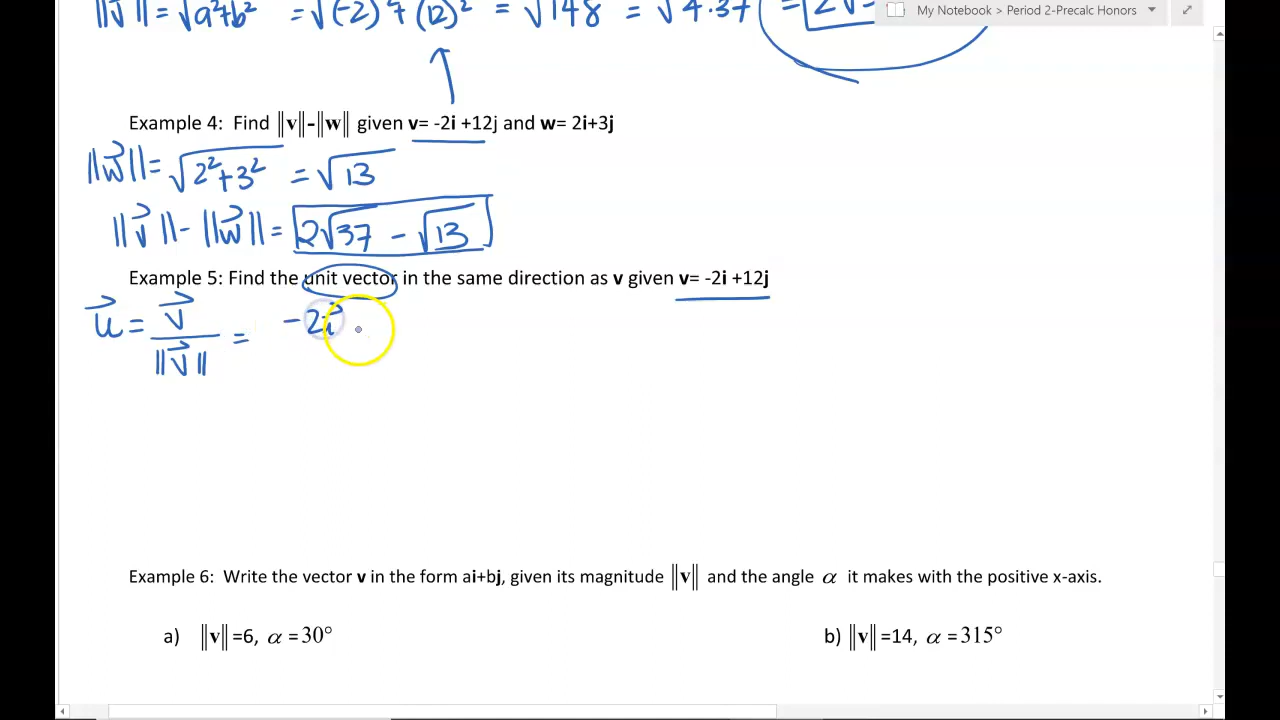 ||v⃗|| = √a²+b² = √(-2)²+(12)² = √148 = √4·37 =
My Notebook > Period 2-Precalc Honors
Example 4: Find ||v||-||w|| given v= -2i +12j and w= 2i+3j
||w⃗|| = √2²+3² = √13
||v⃗|| - ||w⃗|| = 2√37 - √13
Example 5: Find the unit vector in the same direction as v given v= -2i +12j
u⃗ = v⃗ / ||v⃗|| = -2i⃗
Example 6: Write the vector v in the form ai+bj, given its magnitude ||v|| and the angle α it makes with the positive x-axis.
a) ||v||=6, α = 30° b) ||v||=14, α = 315°